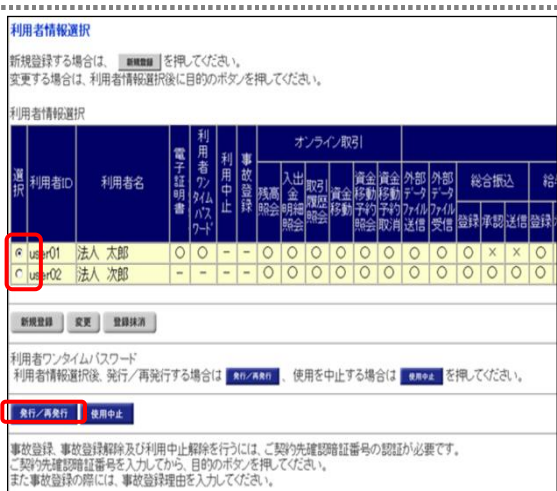 利用者情報選択
新規登録する場合は、 新規登録 を押してください。
変更する場合は、利用者情報選択後に目的のボタンを押してください。
利用者情報選択
選択 利用者ID 利用者名 電子証明書 利用者ワンタイムパスワード 利用中止 事故登録 オンライン取引 総合振込 給
残高照会 入出金明細照会 取引履歴照会 資金移動 資金移動予約照会 資金移動予約取消 外部データファイル送信 外部データファイル受信 登録 承認 送信 登録
user01 法人 太郎 ○ ○ － － ○ ○ ○ ○ ○ ○ ○ ○ ○ × × ○
user02 法人 次郎 － － － － ○ ○ ○ ○ ○ ○ ○ ○ ○ ○ ○ ○
新規登録 変更 登録抹消
利用者ワンタイムパスワード
利用者情報選択後、発行／再発行する場合は 発行／再発行 、使用を中止する場合は 使用中止 を押してください。
発行／再発行 使用中止
事故登録、事故登録解除及び利用中止解除を行うには、ご契約先確認暗証番号の認証が必要です。
ご契約先確認暗証番号を入力してから、目的のボタンを押してください。
また事故登録の際には、事故登録理由を入力してください。